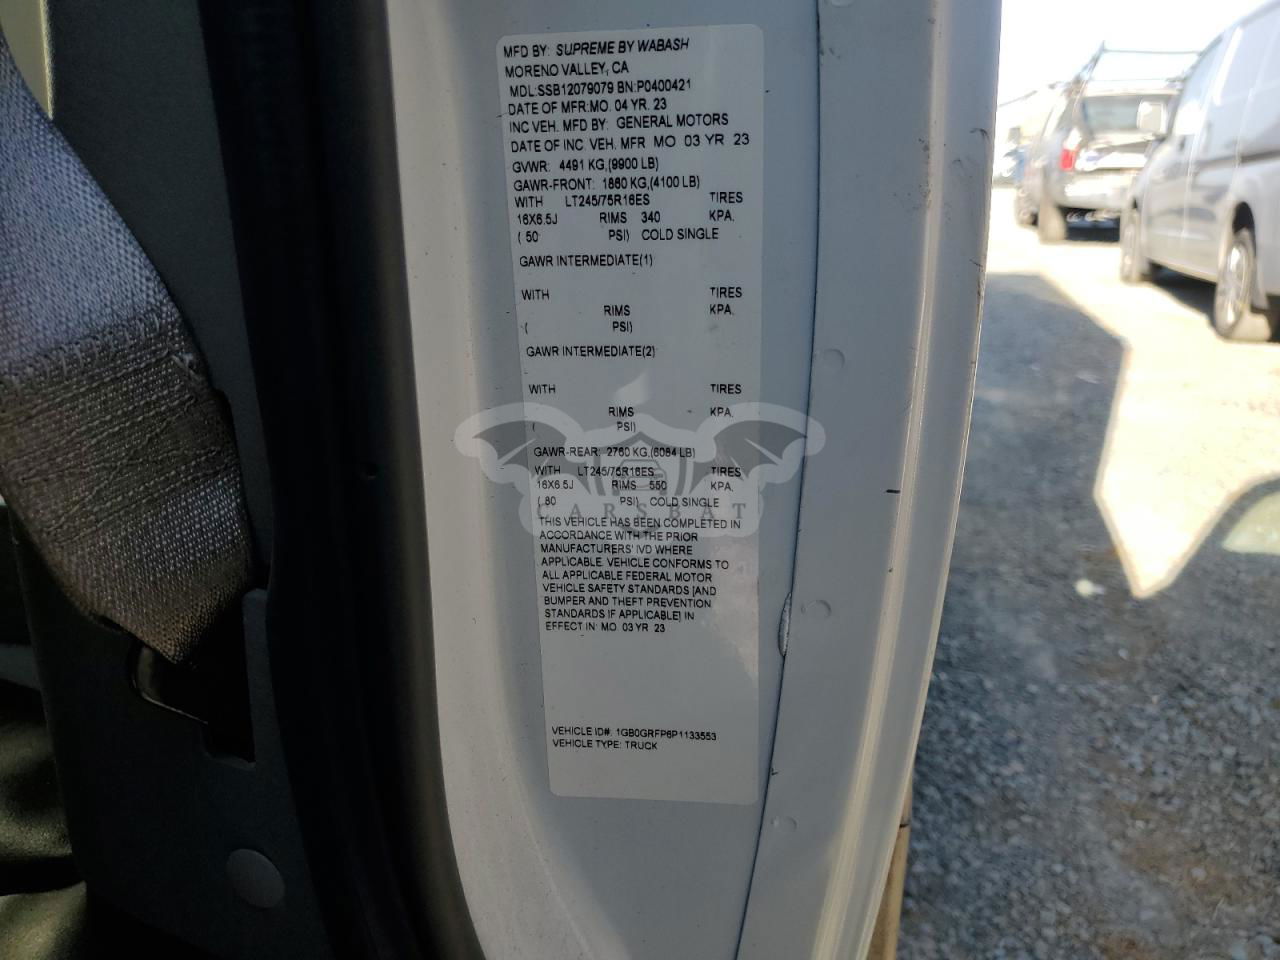 MFD BY: SUPREME BY WABASH
MORENO VALLEY, CA
MDL:SSB12079079 BN:P0400421
DATE OF MFR:MO. 04 YR. 23
INC VEH. MFD BY: GENERAL MOTORS
DATE OF INC. VEH. MFR MO 03 YR 23
GVWR: 4491 KG,(9900 LB)
GAWR-FRONT: 1860 KG,(4100 LB)
WITH LT245/75R16ES TIRES
16X6.5J RIMS 340 KPA.
( 50 PSI) COLD SINGLE
GAWR INTERMEDIATE(1)
WITH TIRES
RIMS KPA.
( PSI)
GAWR INTERMEDIATE(2)
WITH TIRES
RIMS KPA.
( PSI)
GAWR-REAR: 2760 KG,(6084 LB)
WITH LT245/75R16ES TIRES
16X6.5J RIMS 550 KPA.
( 80 PSI) COLD SINGLE
CARSBAT
THIS VEHICLE HAS BEEN COMPLETED IN
ACCORDANCE WITH THE PRIOR
MANUFACTURERS' IVD WHERE
APPLICABLE. VEHICLE CONFORMS TO
ALL APPLICABLE FEDERAL MOTOR
VEHICLE SAFETY STANDARDS [AND
BUMPER AND THEFT PREVENTION
STANDARDS IF APPLICABLE] IN
EFFECT IN: MO. 03 YR. 23
VEHICLE ID#: 1GB0GRFP6P1133553
VEHICLE TYPE: TRUCK